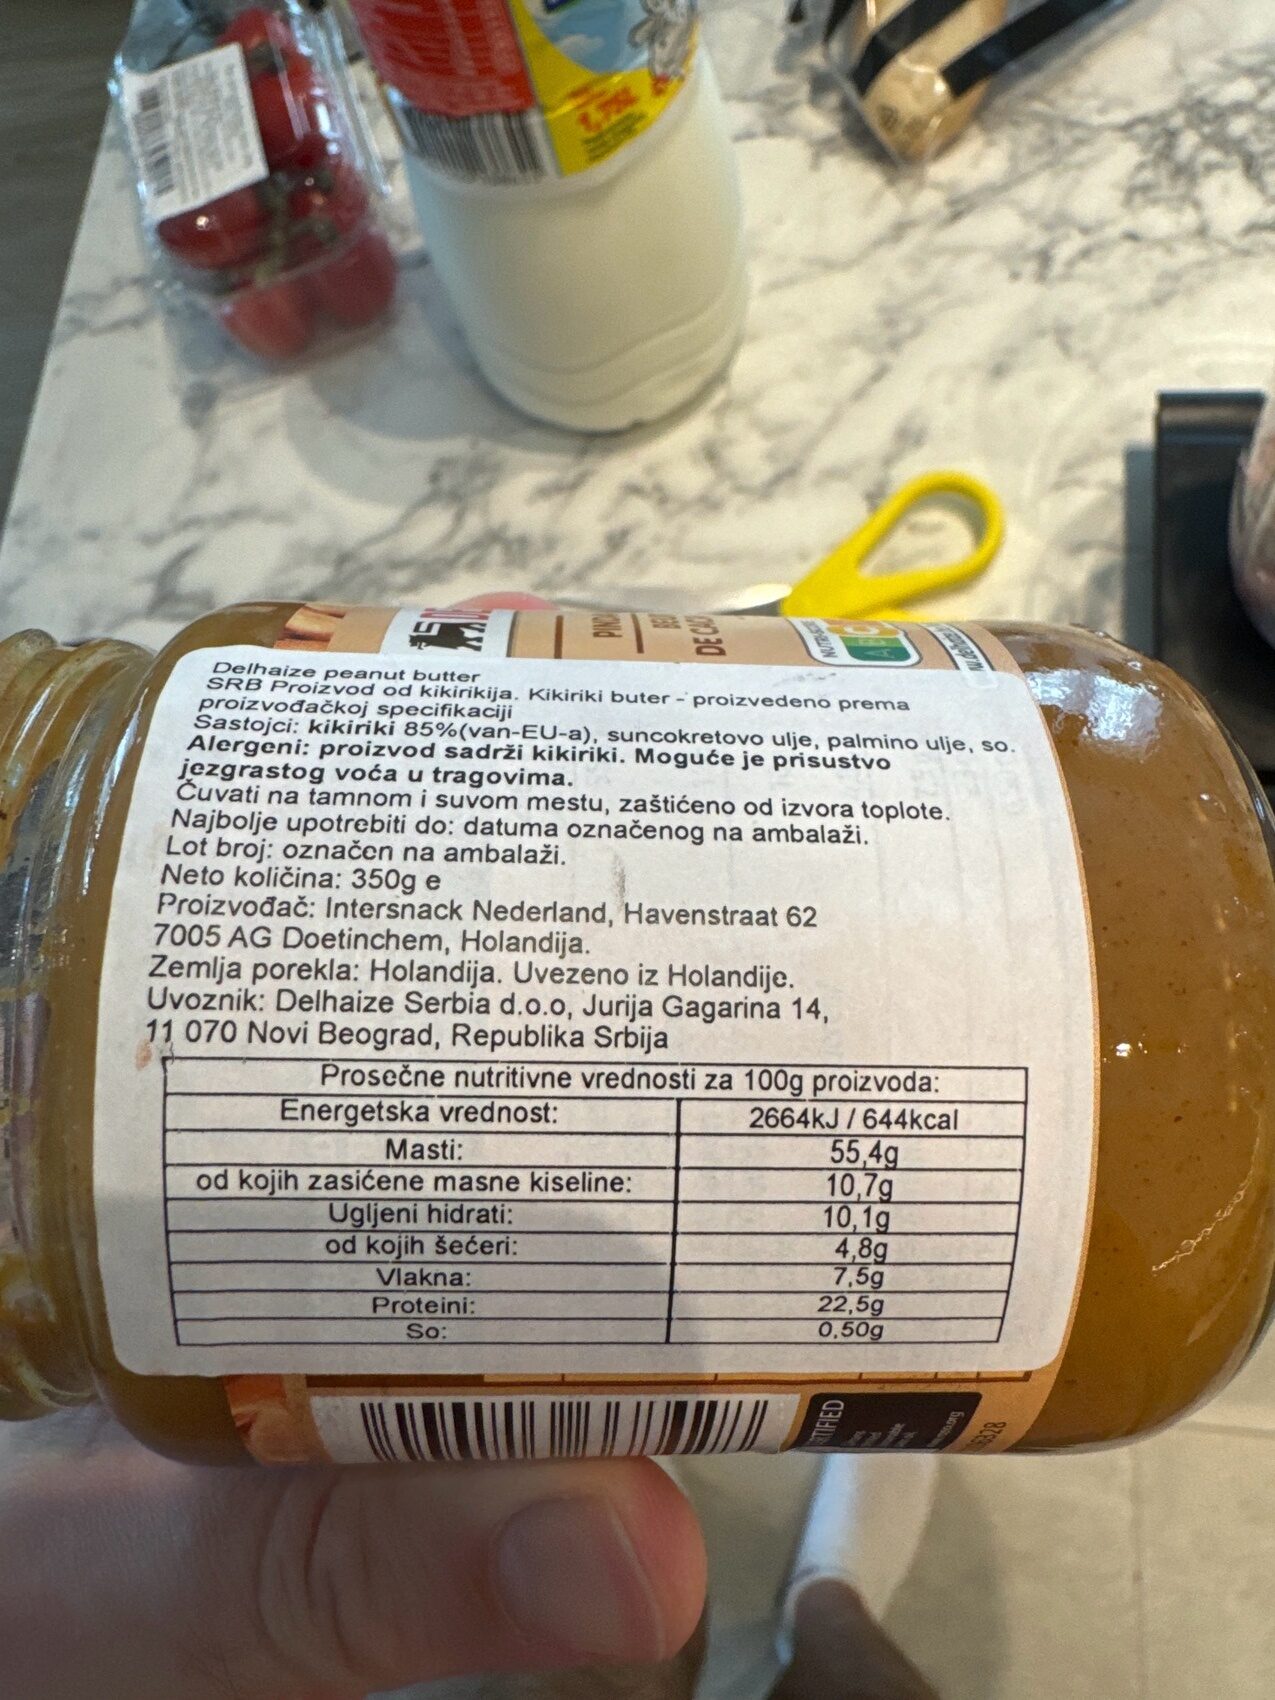 PIND
DE CAC
NUTRI-SCORE
A B
Delhaize peanut butter
SRB Proizvod od kikirikija. Kikiriki buter - proizvedeno prema
proizvođačkoj specifikaciji
Sastojci: kikiriki 85%(van-EU-a), suncokretovo ulje, palmino ulje, so.
Alergeni: proizvod sadrži kikiriki. Moguće je prisustvo
jezgrastog voća u tragovima.
Čuvati na tamnom i suvom mestu, zaštićeno od izvora toplote.
Najbolje upotrebiti do: datuma označenog na ambalaži.
Lot broj: označen na ambalaži.
Neto količina: 350g e
Proizvođač: Intersnack Nederland, Havenstraat 62
7005 AG Doetinchem, Holandija.
Zemlja porekla: Holandija. Uvezeno iz Holandije.
Uvoznik: Delhaize Serbia d.o.o, Jurija Gagarina 14,
11 070 Novi Beograd, Republika Srbija
Prosečne nutritivne vrednosti za 100g proizvoda:
Energetska vrednost: 2664kJ / 644kcal
Masti: 55,4g
od kojih zasićene masne kiseline: 10,7g
Ugljeni hidrati: 10,1g
od kojih šećeri: 4,8g
Vlakna: 7,5g
Proteini: 22,5g
So: 0,50g